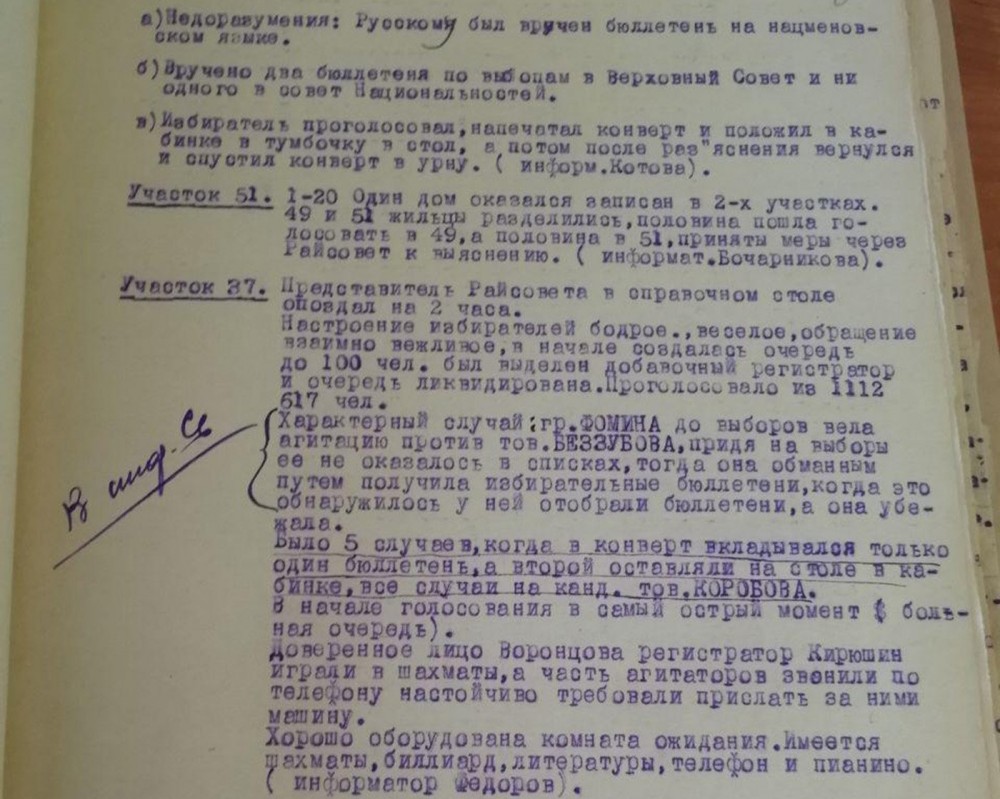 а)Недоразумения: Русскому был вручен бюллетень на нацменов-
ском языке.
б)Вручено два бюллетеня по выборам в Верховный Совет и ни
одного в совет Национальностей.
в)Избиратель проголосовал,напечатал конверт и положил в ка-
бинке в тумбочку в стол, а потом после раз"яснения вернулся
и спустил конверт в урну. ( информ.Котова).
Участок 51. 1-20 Один дом оказался записан в 2-х участках.
49 и 51 жильцы разделились,половина пошла го-
лосовать в 49,а половина в 51,приняты меры через
Райсовет к выяснению. ( информат.Бочарникова).
Участок 37. Представитель Райсовета в справочном столе
опоздал на 2 часа.
Настроение избирателей бодрое.,веселое,обращение
взаимно вежливое,в начале создалась очередь
до 100 чел. был выделен добавочный регистратор
и очередь ликвидирована.Проголосовало из 1112
617 чел.
Характерный случай:гр.ФОМИНА до выборов вела
агитацию против тов.БЕЗЗУБОВА,придя на выборы
ее не оказалось в списках,тогда она обманным
путем получила избирательные бюллетени,когда это
обнаружилось у ней отобрали бюллетени,а она убе-
жала.
В инф. Св
Было 5 случаев,когда в конверт вкладывался только
один бюллетень,а второй оставляли на столе в ка-
бинке,все случаи на канд. тов.КОРОБОВА.
В начале голосования в самый острый момент ( боль-
ная очередь).
Доверенное лицо Воронцова регистратор Кирюшин
играли в шахматы,а часть агитаторов звонили по
телефону настойчиво требовали прислать за ними
машину.
Хорошо оборудована комната ожидания.Имеется
шахматы,биллиард,литературы,телефон и пианино.
( информатор Федоров).